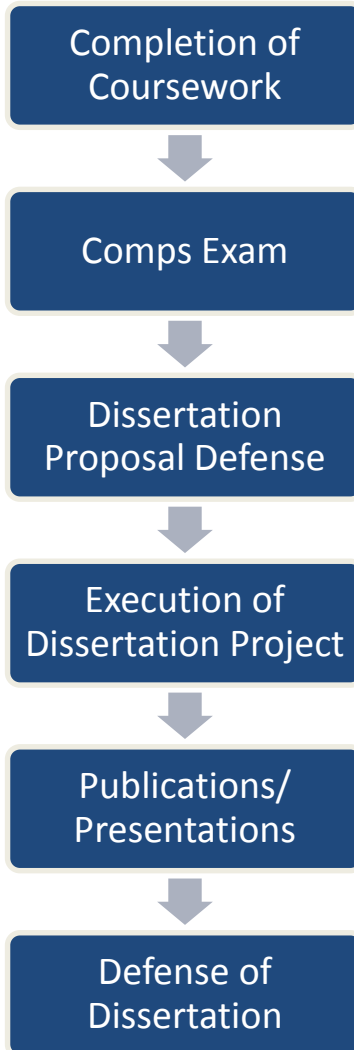 Completion of
Coursework
Comps Exam
Dissertation
Proposal Defense
Execution of
Dissertation Project
Publications/
Presentations
Defense of
Dissertation